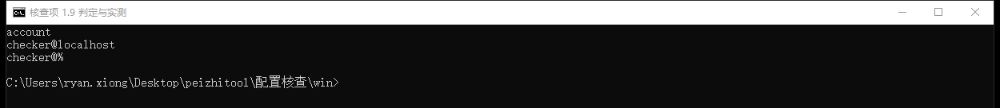 核查项 1.9 判定与实测
account
checker@localhost
checker@%
C:\Users\ryan.xiong\Desktop\peizhitool\配置核查\win>